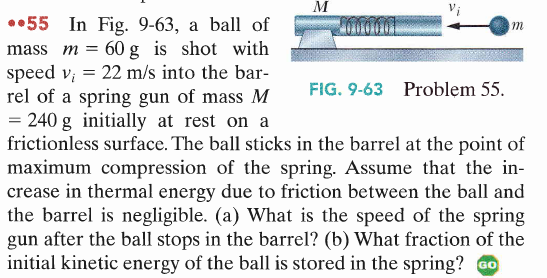 M
v_i
m
••55 In Fig. 9-63, a ball of
mass m = 60 g is shot with
speed v_i = 22 m/s into the bar-
rel of a spring gun of mass M
= 240 g initially at rest on a
FIG. 9-63 Problem 55.
frictionless surface. The ball sticks in the barrel at the point of
maximum compression of the spring. Assume that the in-
crease in thermal energy due to friction between the ball and
the barrel is negligible. (a) What is the speed of the spring
gun after the ball stops in the barrel? (b) What fraction of the
initial kinetic energy of the ball is stored in the spring? GO